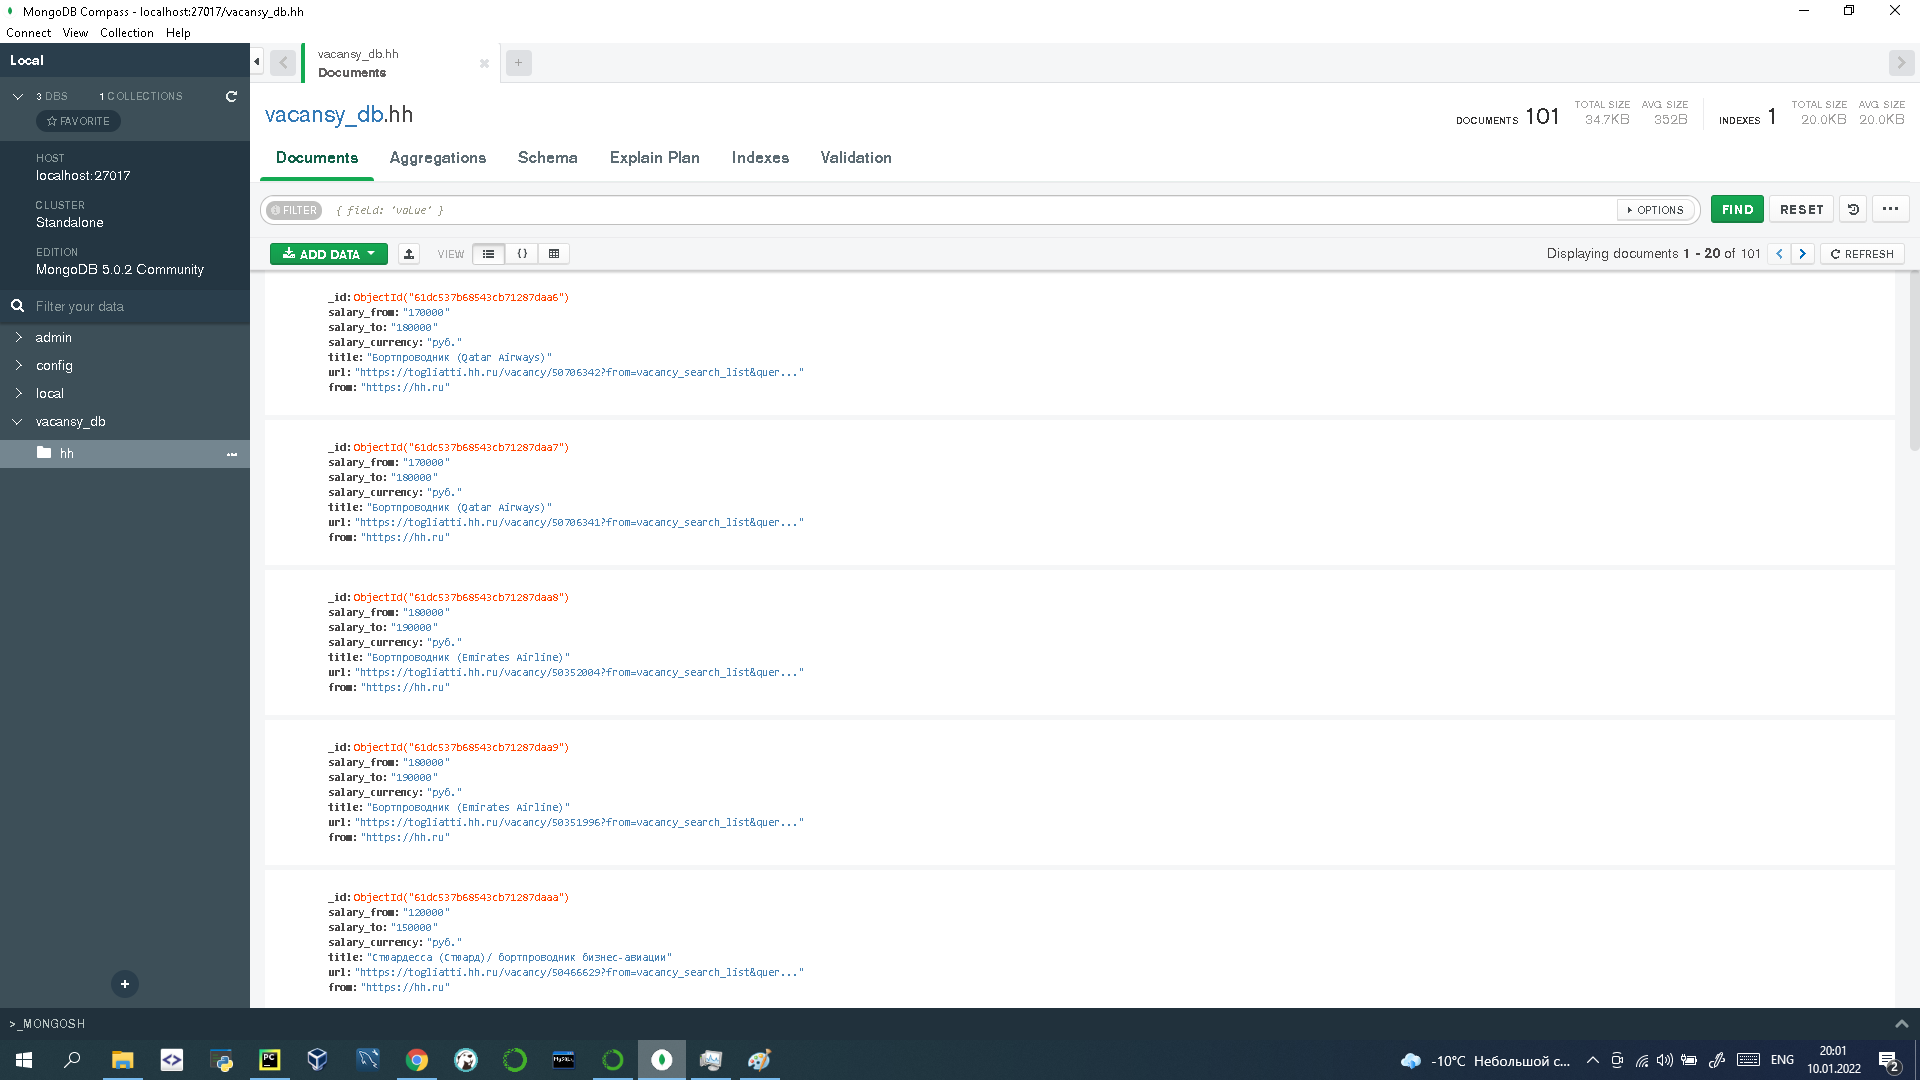 MongoDB Compass - localhost:27017/vacansy_db.hh
Connect View Collection Help
Local
3 DBS 1 COLLECTIONS
FAVORITE
HOST
localhost:27017
CLUSTER
Standalone
EDITION
MongoDB 5.0.2 Community
Filter your data
admin
config
local
vacansy_db
hh
vacansy_db.hh
Documents
vacansy_db.hh
DOCUMENTS 101 TOTAL SIZE 34.7KB AVG SIZE 352B INDEXES 1 TOTAL SIZE 20.0KB AVG SIZE 20.0KB
Documents Aggregations Schema Explain Plan Indexes Validation
FILTER { field: 'value' } OPTIONS FIND RESET
ADD DATA VIEW {} Displaying documents 1 - 20 of 101 REFRESH
_id: ObjectId("61dc537b68543cb71287daa6")
salary_from: "170000"
salary_to: "180000"
salary_currency: "руб."
title: "Бортпроводник (Qatar Airways)"
url: "https://togliatti.hh.ru/vacancy/50706342?from=vacancy_search_list&quer..."
from: "https://hh.ru"
_id: ObjectId("61dc537b68543cb71287daa7")
salary_from: "170000"
salary_to: "180000"
salary_currency: "руб."
title: "Бортпроводник (Qatar Airways)"
url: "https://togliatti.hh.ru/vacancy/50706341?from=vacancy_search_list&quer..."
from: "https://hh.ru"
_id: ObjectId("61dc537b68543cb71287daa8")
salary_from: "180000"
salary_to: "190000"
salary_currency: "руб."
title: "Бортпроводник (Emirates Airline)"
url: "https://togliatti.hh.ru/vacancy/50352004?from=vacancy_search_list&quer..."
from: "https://hh.ru"
_id: ObjectId("61dc537b68543cb71287daa9")
salary_from: "180000"
salary_to: "190000"
salary_currency: "руб."
title: "Бортпроводник (Emirates Airline)"
url: "https://togliatti.hh.ru/vacancy/50351996?from=vacancy_search_list&quer..."
from: "https://hh.ru"
_id: ObjectId("61dc537b68543cb71287daaa")
salary_from: "120000"
salary_to: "150000"
salary_currency: "руб."
title: "Стюардесса (Стюард)/ бортпроводник бизнес-авиации"
url: "https://togliatti.hh.ru/vacancy/50466629?from=vacancy_search_list&quer..."
from: "https://hh.ru"
>_MONGOSH
PC MySQL -10°C Небольшой с... ENG 20:01
10.01.2022 2